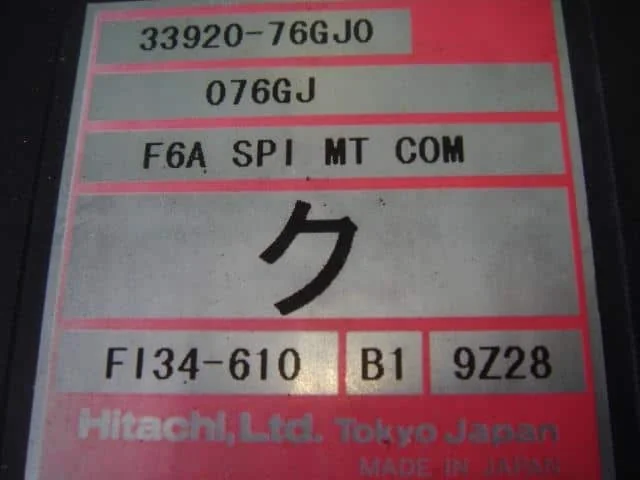 33920-76GJ0
076GJ
F6A SPI MT COM
ク
FI34-610 B1 9Z28
Hitachi, Ltd. Tokyo Japan
MADE IN JAPAN